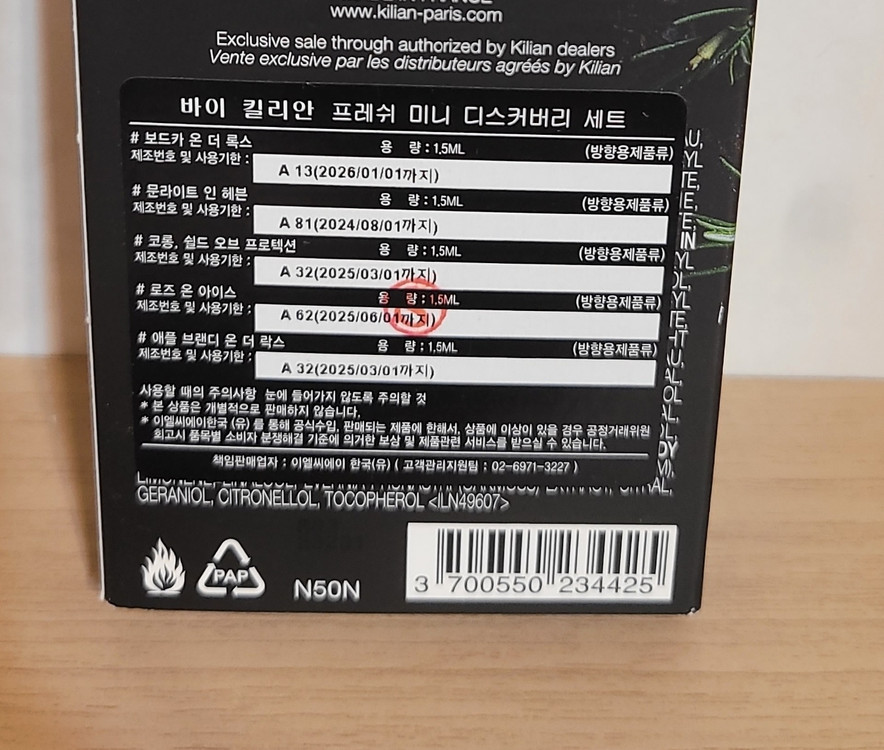 www.kilian-paris.com
Exclusive sale through authorized by Kilian dealers
Vente exclusive par les distributeurs agréés by Kilian
바이 킬리안 프레쉬 미니 디스커버리 세트
# 보드카 온 더 록스 용 량 : 1.5ML (방향용제품류)
제조번호 및 사용기한 : A 13(2026/01/01까지)
# 문라이트 인 헤븐 용 량 : 1.5ML (방향용제품류)
제조번호 및 사용기한 : A 81(2024/08/01까지)
# 코롱, 쉴드 오브 프로텍션 용 량 : 1.5ML (방향용제품류)
제조번호 및 사용기한 : A 32(2025/03/01까지)
# 로즈 온 아이스 용 량 : 1.5ML (방향용제품류)
제조번호 및 사용기한 : A 62(2025/06/01까지)
# 애플 브랜디 온 더 락스 용 량 : 1.5ML (방향용제품류)
제조번호 및 사용기한 : A 32(2025/03/01까지)
사용할 때의 주의사항 눈에 들어가지 않도록 주의할 것
* 본 상품은 개별적으로 판매하지 않습니다.
* 이엘씨에이한국 (유) 를 통해 공식수입, 판매되는 제품에 한해서, 상품에 이상이 있을 경우 공정거래위원
회고시 품목별 소비자 분쟁해결 기준에 의거한 보상 및 제품관련 서비스를 받으실 수 있습니다.
책임판매업자 : 이엘씨에이 한국(유) ( 고객관리지원팀 : 02-6971-3227 )
GERANIOL, CITRONELLOL, TOCOPHEROL <ILN49607>
PAP
N50N
3 700550 234425